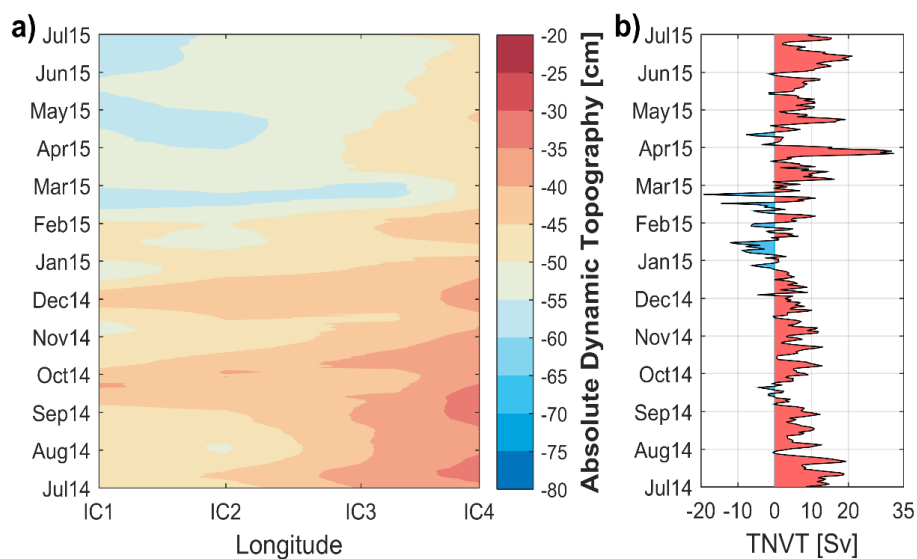 a)
Jul15
Jun15
May15
Apr15
Mar15
Feb15
Jan15
Dec14
Nov14
Oct14
Sep14
Aug14
Jul14
IC1 IC2 IC3 IC4
Longitude
-20
-25
-30
-35
-40
-45
-50
-55
-60
-65
-70
-75
-80
Absolute Dynamic Topography [cm]
b)
Jul15
Jun15
May15
Apr15
Mar15
Feb15
Jan15
Dec14
Nov14
Oct14
Sep14
Aug14
Jul14
-20 -10 0 10 20 35
TNVT [Sv]